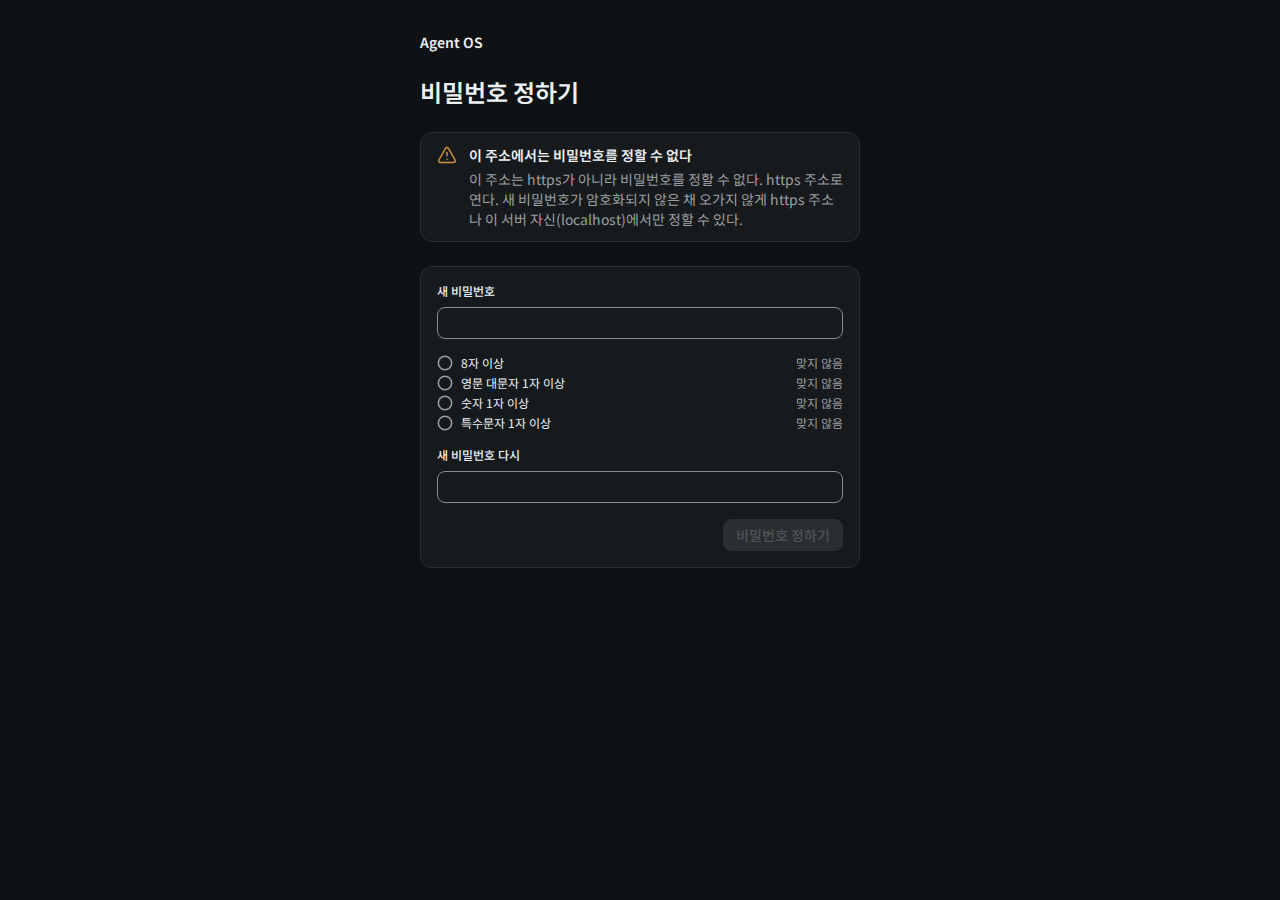 Agent OS
비밀번호 정하기
이 주소에서는 비밀번호를 정할 수 없다
이 주소는 https가 아니라 비밀번호를 정할 수 없다. https 주소로
연다. 새 비밀번호가 암호화되지 않은 채 오가지 않게 https 주소
나 이 서버 자신(localhost)에서만 정할 수 있다.
새 비밀번호
8자 이상 맞지 않음
영문 대문자 1자 이상 맞지 않음
숫자 1자 이상 맞지 않음
특수문자 1자 이상 맞지 않음
새 비밀번호 다시
비밀번호 정하기